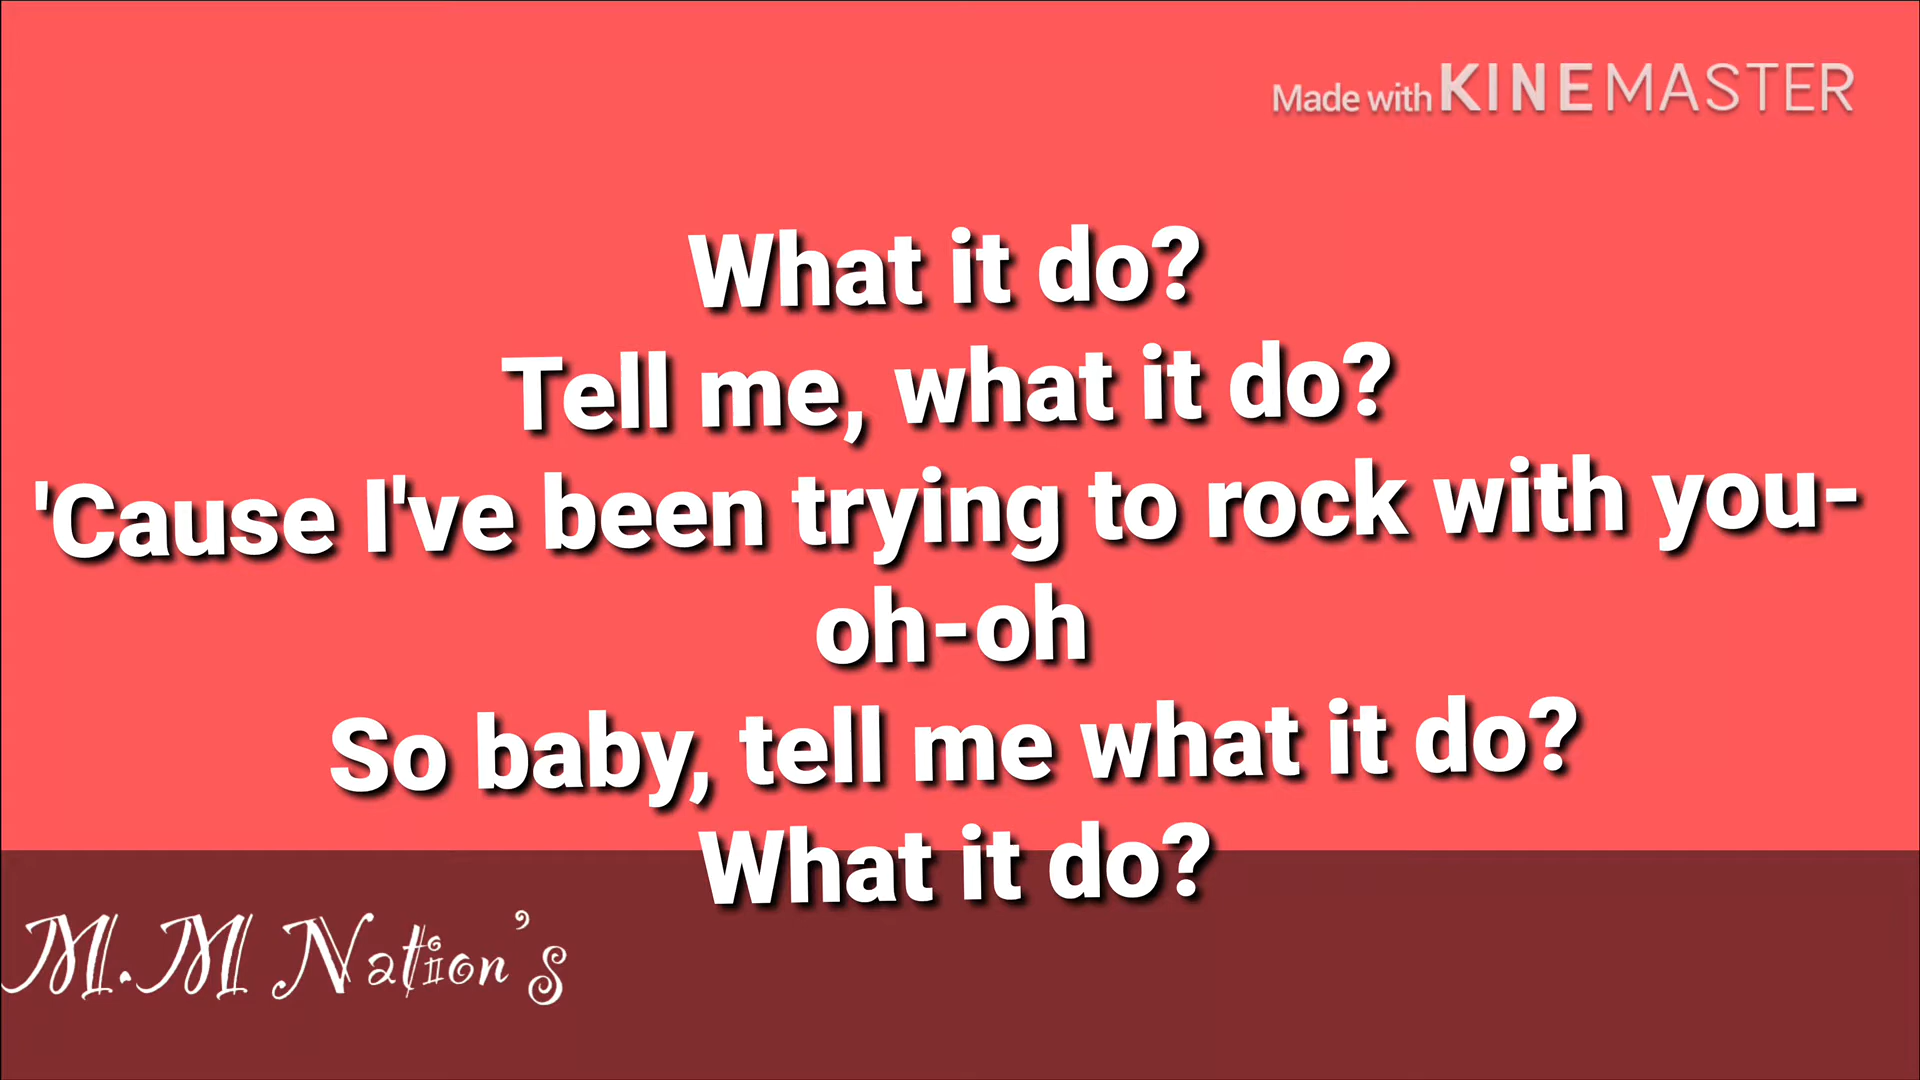 Made with KINEMASTER
What it do?
Tell me, what it do?
'Cause I've been trying to rock with you-
oh-oh
So baby, tell me what it do?
What it do?
M.M Nation's